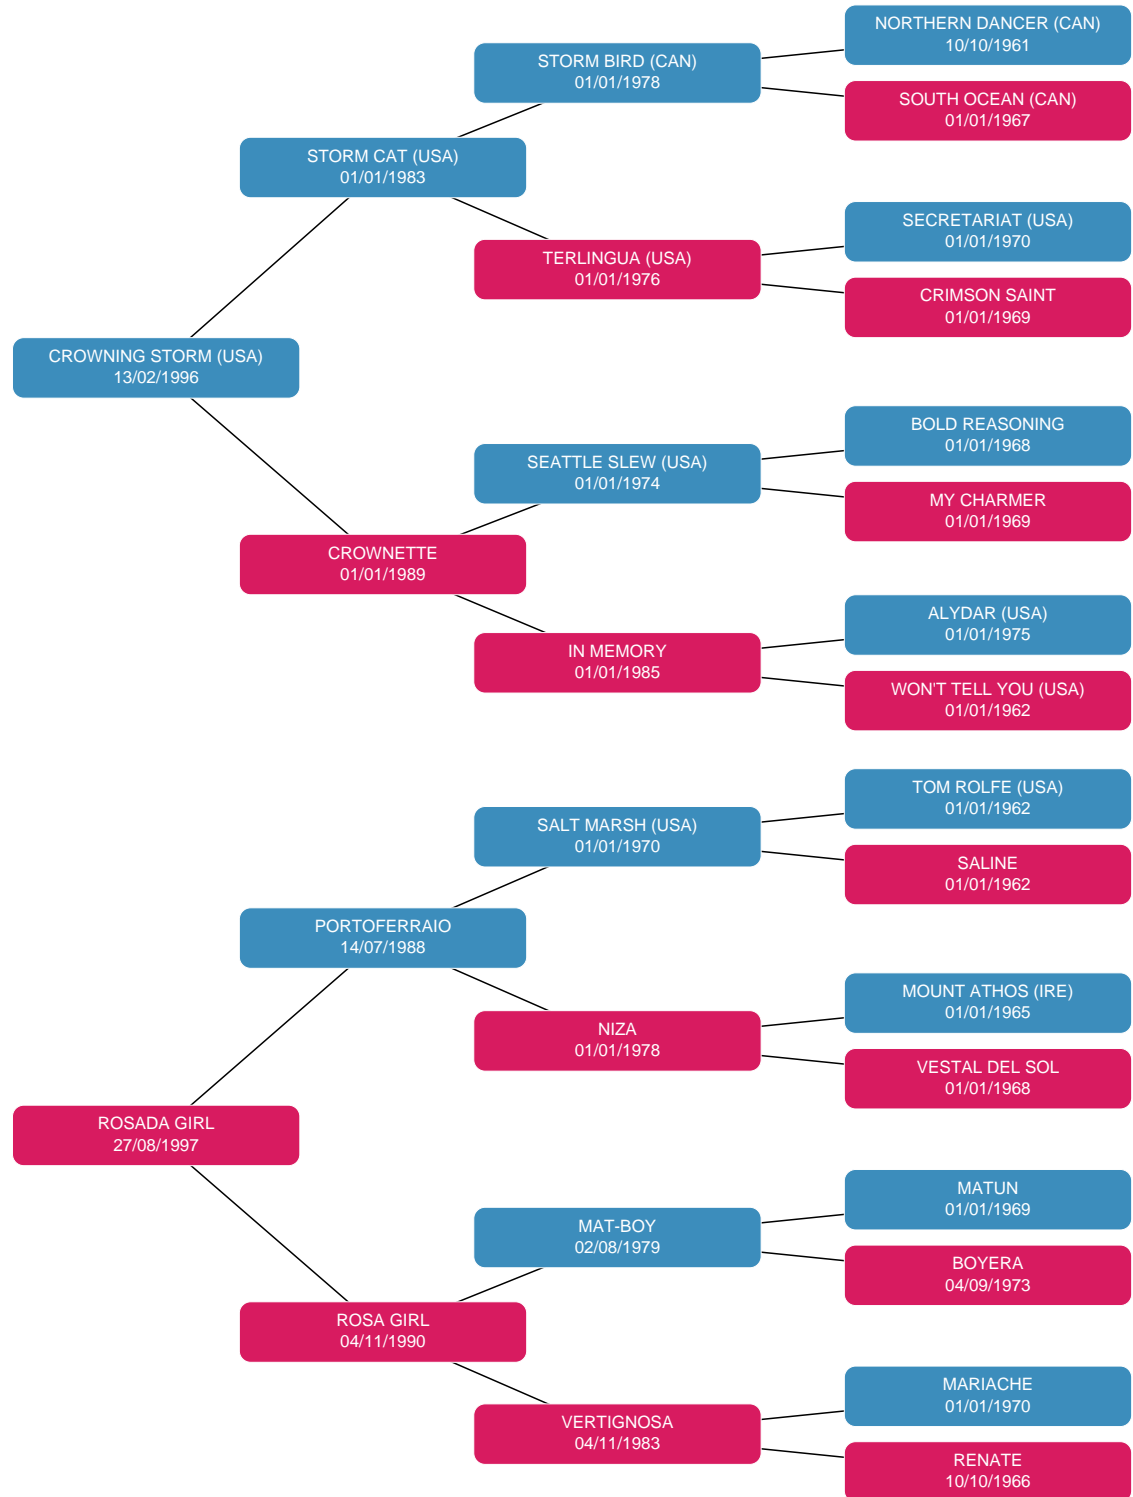 NORTHERN DANCER (CAN)
10/10/1961
STORM BIRD (CAN)
01/01/1978
SOUTH OCEAN (CAN)
01/01/1967
STORM CAT (USA)
01/01/1983
SECRETARIAT (USA)
01/01/1970
TERLINGUA (USA)
01/01/1976
CRIMSON SAINT
01/01/1969
CROWNING STORM (USA)
13/02/1996
BOLD REASONING
01/01/1968
SEATTLE SLEW (USA)
01/01/1974
MY CHARMER
01/01/1969
CROWNETTE
01/01/1989
ALYDAR (USA)
01/01/1975
IN MEMORY
01/01/1985
WON'T TELL YOU (USA)
01/01/1962
TOM ROLFE (USA)
01/01/1962
SALT MARSH (USA)
01/01/1970
SALINE
01/01/1962
PORTOFERRAIO
14/07/1988
MOUNT ATHOS (IRE)
01/01/1965
NIZA
01/01/1978
VESTAL DEL SOL
01/01/1968
ROSADA GIRL
27/08/1997
MATUN
01/01/1969
MAT-BOY
02/08/1979
BOYERA
04/09/1973
ROSA GIRL
04/11/1990
MARIACHE
01/01/1970
VERTIGNOSA
04/11/1983
RENATE
10/10/1966